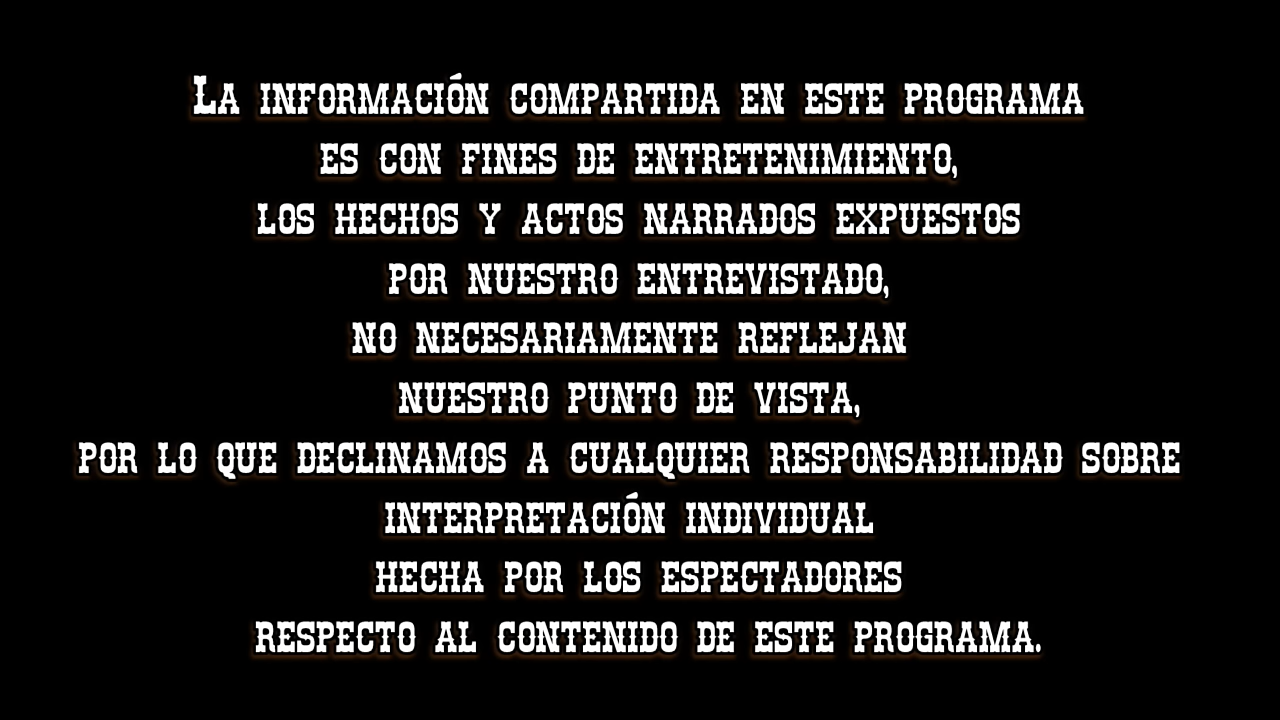 La información compartida en este programa
es con fines de entretenimiento,
los hechos y actos narrados expuestos
por nuestro entrevistado,
no necesariamente reflejan
nuestro punto de vista,
por lo que declinamos a cualquier responsabilidad sobre
interpretación individual
hecha por los espectadores
respecto al contenido de este programa.